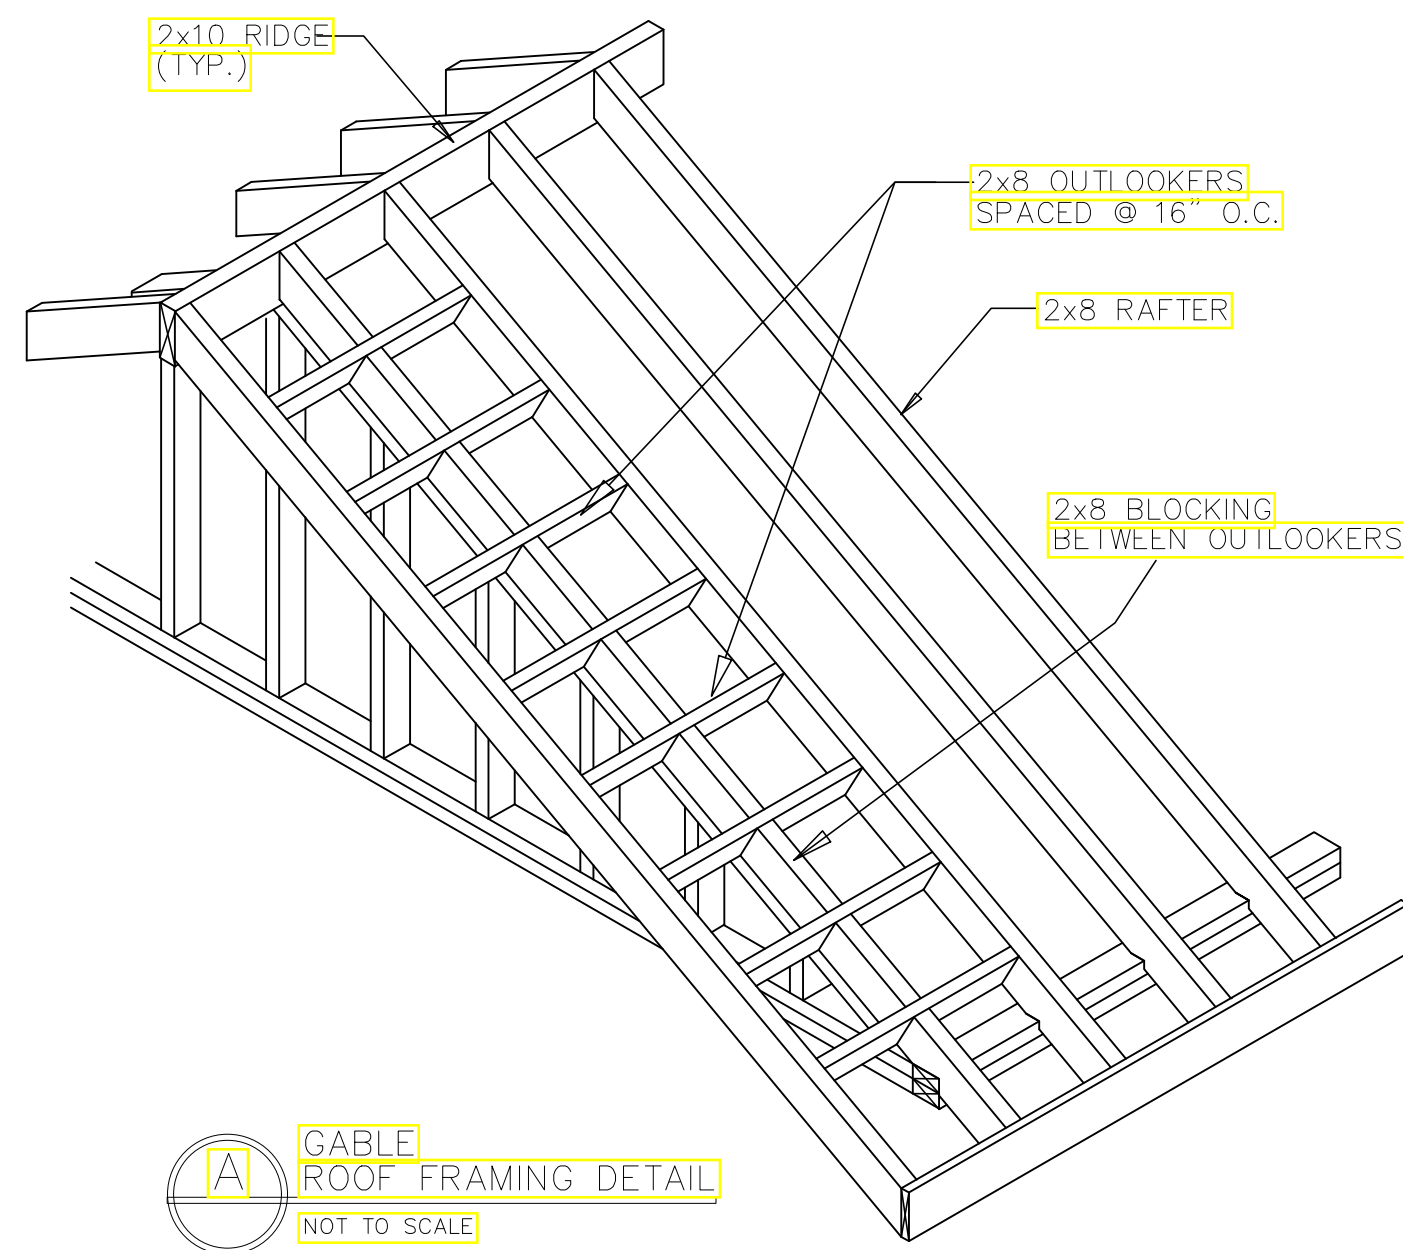 2x10 RIDGE
(TYP.)
2x8 OUTLOOKERS
SPACED @ 16" O.C.
2x8 RAFTER
2x8 BLOCKING
BETWEEN OUTLOOKERS
A
GABLE
ROOF FRAMING DETAIL
NOT TO SCALE